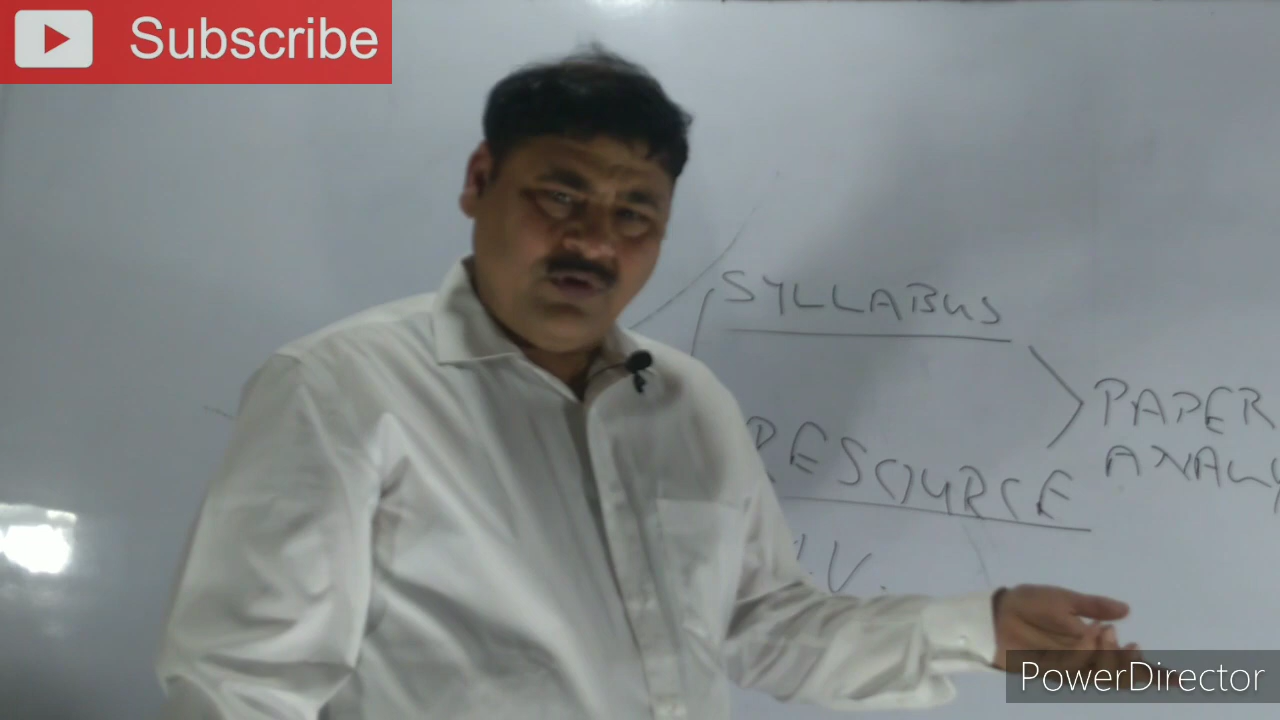 Subscribe
SYLLABUS
PAPER
RESOURCE
V.
PowerDirector